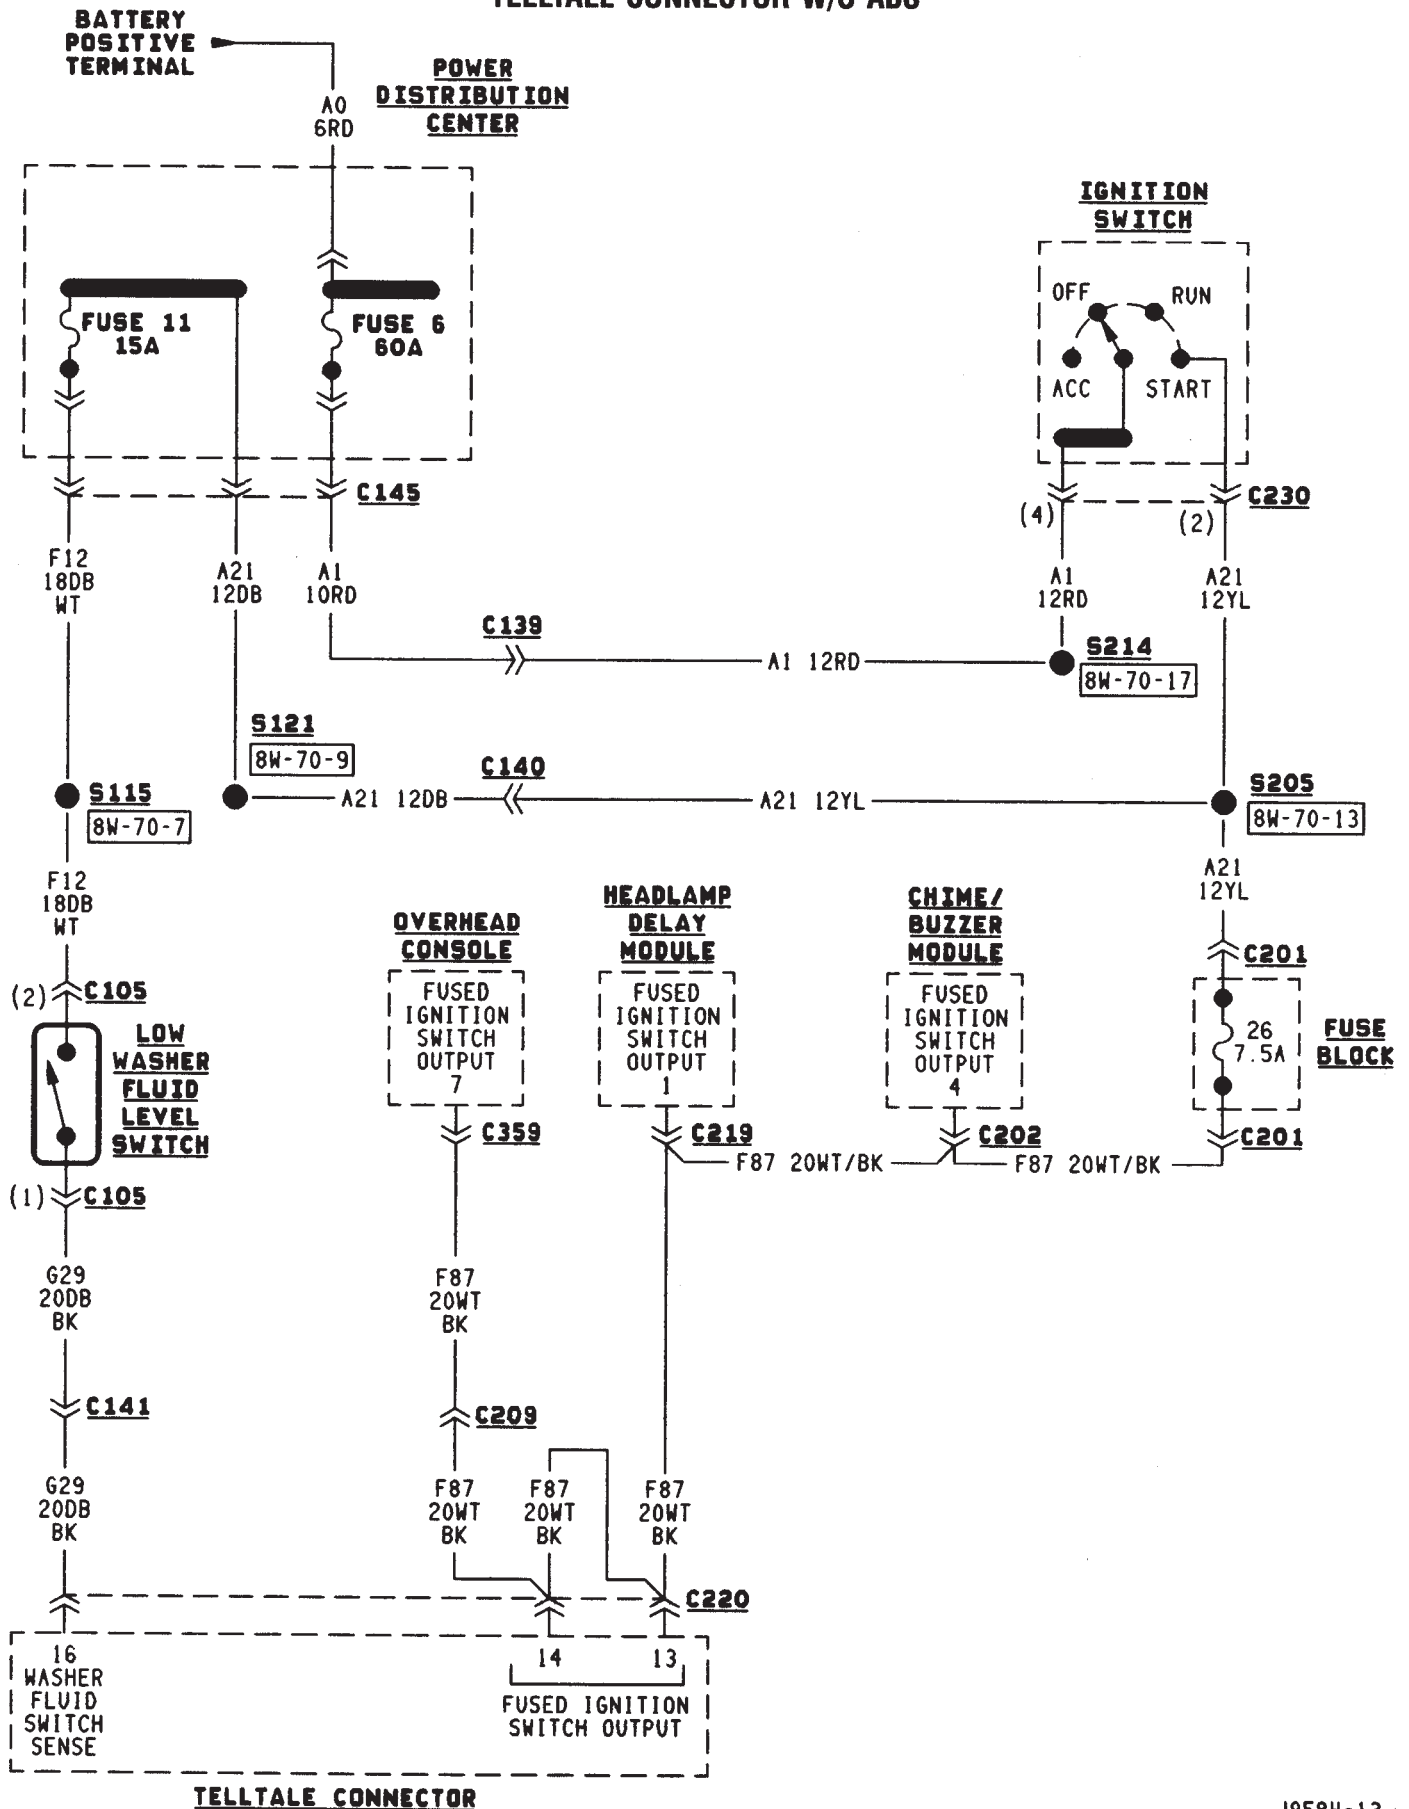 BATTERY
POSITIVE
TERMINAL
POWER
DISTRIBUTION
CENTER
A0
6RD
IGNITION
SWITCH
OFF
RUN
ACC
START
FUSE 11
15A
FUSE 6
60A
C145
C230
(4)
(2)
F12
18DB
WT
A21
12DB
A1
10RD
A1
12RD
A21
12YL
C139
A1 12RD
S214
8W-70-17
S121
8W-70-9
C140
A21 12DB
A21 12YL
S205
8W-70-13
S115
8W-70-7
F12
18DB
WT
A21
12YL
OVERHEAD
CONSOLE
HEADLAMP
DELAY
MODULE
CHIME/
BUZZER
MODULE
C201
(2)
C105
FUSED
IGNITION
SWITCH
OUTPUT
7
FUSED
IGNITION
SWITCH
OUTPUT
1
FUSED
IGNITION
SWITCH
OUTPUT
4
26
7.5A
FUSE
BLOCK
LOW
WASHER
FLUID
LEVEL
SWITCH
C359
C219
C202
C201
F87 20WT/BK
F87 20WT/BK
(1)
C105
G29
20DB
BK
F87
20WT
BK
C141
C209
G29
20DB
BK
F87
20WT
BK
F87
20WT
BK
F87
20WT
BK
C220
16
WASHER
FLUID
SWITCH
SENSE
14
13
FUSED IGNITION
SWITCH OUTPUT
TELLTALE CONNECTOR